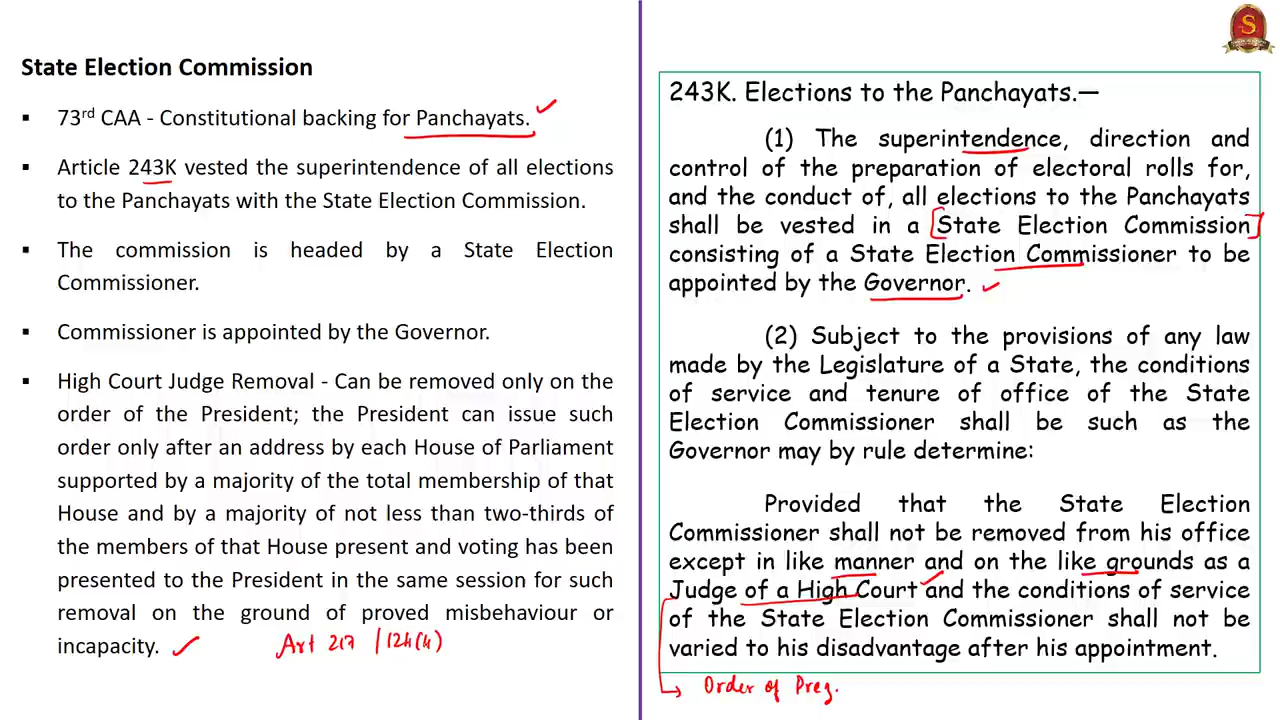 State Election Commission
▪ 73rd CAA - Constitutional backing for Panchayats.
▪ Article 243K vested the superintendence of all elections
to the Panchayats with the State Election Commission.
▪ The commission is headed by a State Election
Commissioner.
▪ Commissioner is appointed by the Governor.
▪ High Court Judge Removal - Can be removed only on the
order of the President; the President can issue such
order only after an address by each House of Parliament
supported by a majority of the total membership of that
House and by a majority of not less than two-thirds of
the members of that House present and voting has been
presented to the President in the same session for such
removal on the ground of proved misbehaviour or
incapacity.
Art 217 / 124(4)
243K. Elections to the Panchayats.—
(1) The superintendence, direction and
control of the preparation of electoral rolls for,
and the conduct of, all elections to the Panchayats
shall be vested in a [State Election Commission]
consisting of a State Election Commissioner to be
appointed by the Governor.
(2) Subject to the provisions of any law
made by the Legislature of a State, the conditions
of service and tenure of office of the State
Election Commissioner shall be such as the
Governor may by rule determine:
Provided that the State Election
Commissioner shall not be removed from his office
except in like manner and on the like grounds as a
Judge of a High Court and the conditions of service
of the State Election Commissioner shall not be
varied to his disadvantage after his appointment.
Order of Pres.